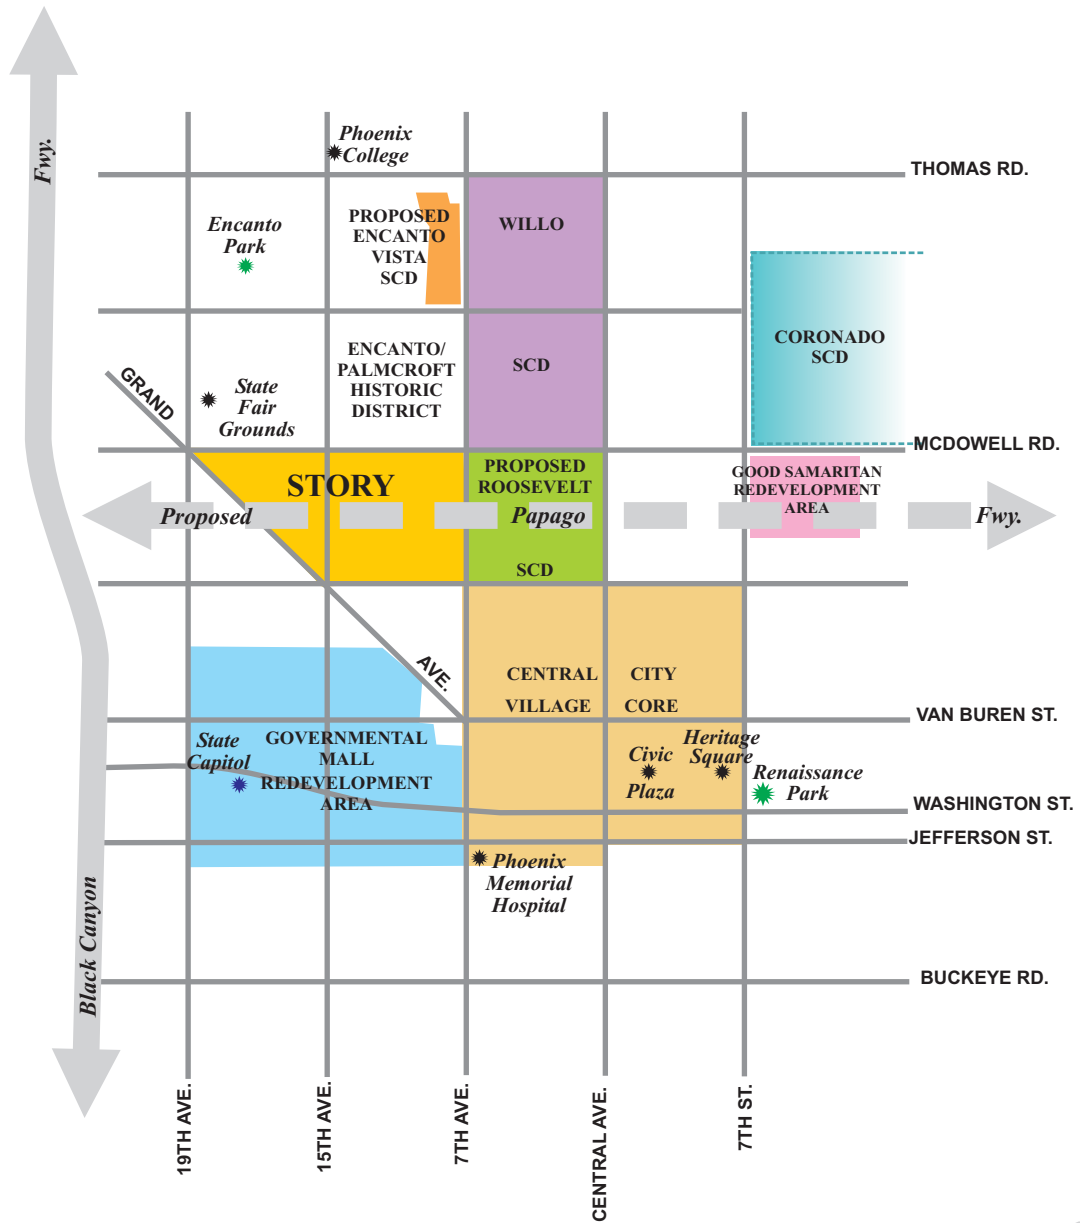 Phoenix
College
THOMAS RD.
Fwy.
Encanto
Park
PROPOSED
ENCANTO
VISTA
SCD
WILLO
CORONADO
SCD
ENCANTO/
PALMCROFT
HISTORIC
DISTRICT
SCD
GRAND
State
Fair
Grounds
MCDOWELL RD.
STORY
PROPOSED
ROOSEVELT
GOOD SAMARITAN
REDEVELOPMENT
AREA
Proposed
Papago
Fwy.
SCD
AVE.
CENTRAL CITY
VILLAGE CORE
VAN BUREN ST.
State
Capitol
GOVERNMENTAL
MALL
REDEVELOPMENT
AREA
Civic
Plaza
Heritage
Square
Renaissance
Park
WASHINGTON ST.
JEFFERSON ST.
Phoenix
Memorial
Hospital
Black Canyon
BUCKEYE RD.
19TH AVE.
15TH AVE.
7TH AVE.
CENTRAL AVE.
7TH ST.